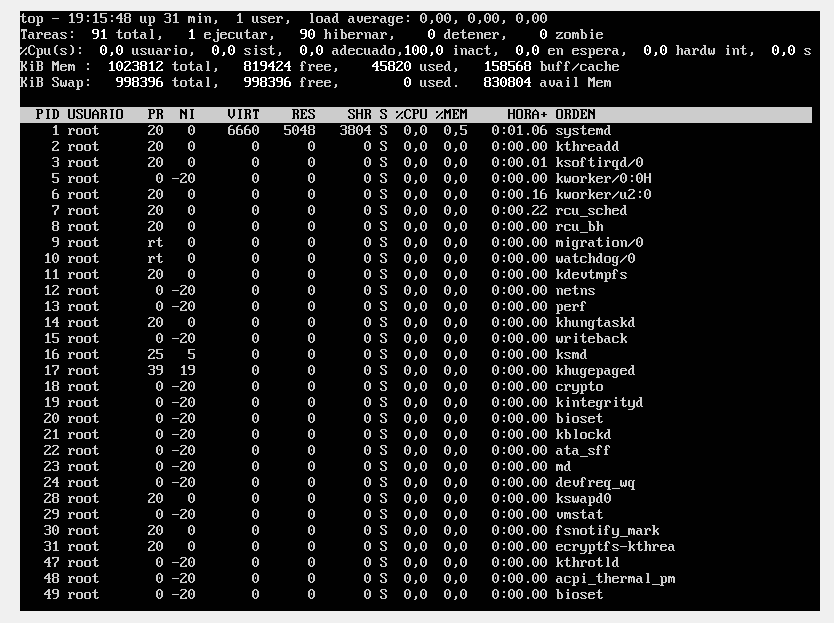 top - 19:15:48 up 31 min,  1 user,  load average: 0,00, 0,00, 0,00
Tareas:  91 total,   1 ejecutar,   90 hibernar,    0 detener,    0 zombie
%Cpu(s):  0,0 usuario,  0,0 sist,  0,0 adecuado,100,0 inact,  0,0 en espera,  0,0 hardw int,  0,0 s
KiB Mem :  1023812 total,   819424 free,    45820 used,   158568 buff/cache
KiB Swap:   998396 total,   998396 free,        0 used.   830804 avail Mem
PID USUARIO   PR  NI    VIRT    RES    SHR S %CPU %MEM     HORA+ ORDEN
1 root      20   0    6660   5048   3804 S  0,0  0,5   0:01.06 systemd
2 root      20   0       0      0      0 S  0,0  0,0   0:00.00 kthreadd
3 root      20   0       0      0      0 S  0,0  0,0   0:00.01 ksoftirqd/0
5 root       0 -20       0      0      0 S  0,0  0,0   0:00.00 kworker/0:0H
6 root      20   0       0      0      0 S  0,0  0,0   0:00.16 kworker/u2:0
7 root      20   0       0      0      0 S  0,0  0,0   0:00.22 rcu_sched
8 root      20   0       0      0      0 S  0,0  0,0   0:00.00 rcu_bh
9 root      rt   0       0      0      0 S  0,0  0,0   0:00.00 migration/0
10 root      rt   0       0      0      0 S  0,0  0,0   0:00.00 watchdog/0
11 root      20   0       0      0      0 S  0,0  0,0   0:00.00 kdevtmpfs
12 root       0 -20       0      0      0 S  0,0  0,0   0:00.00 netns
13 root       0 -20       0      0      0 S  0,0  0,0   0:00.00 perf
14 root      20   0       0      0      0 S  0,0  0,0   0:00.00 khungtaskd
15 root       0 -20       0      0      0 S  0,0  0,0   0:00.00 writeback
16 root      25   5       0      0      0 S  0,0  0,0   0:00.00 ksmd
17 root      39  19       0      0      0 S  0,0  0,0   0:00.00 khugepaged
18 root       0 -20       0      0      0 S  0,0  0,0   0:00.00 crypto
19 root       0 -20       0      0      0 S  0,0  0,0   0:00.00 kintegrityd
20 root       0 -20       0      0      0 S  0,0  0,0   0:00.00 bioset
21 root       0 -20       0      0      0 S  0,0  0,0   0:00.00 kblockd
22 root       0 -20       0      0      0 S  0,0  0,0   0:00.00 ata_sff
23 root       0 -20       0      0      0 S  0,0  0,0   0:00.00 md
24 root       0 -20       0      0      0 S  0,0  0,0   0:00.00 devfreq_wq
28 root      20   0       0      0      0 S  0,0  0,0   0:00.00 kswapd0
29 root       0 -20       0      0      0 S  0,0  0,0   0:00.00 vmstat
30 root      20   0       0      0      0 S  0,0  0,0   0:00.00 fsnotify_mark
31 root      20   0       0      0      0 S  0,0  0,0   0:00.00 ecryptfs-kthrea
47 root       0 -20       0      0      0 S  0,0  0,0   0:00.00 kthrotld
48 root       0 -20       0      0      0 S  0,0  0,0   0:00.00 acpi_thermal_pm
49 root       0 -20       0      0      0 S  0,0  0,0   0:00.00 bioset